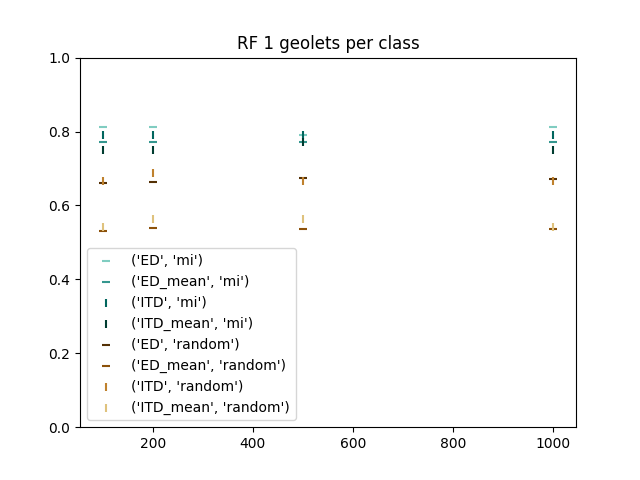 RF 1 geolets per class
1.0
0.8
0.6
0.4
0.2
0.0
('ED', 'mi')
('ED_mean', 'mi')
('ITD', 'mi')
('ITD_mean', 'mi')
('ED', 'random')
('ED_mean', 'random')
('ITD', 'random')
('ITD_mean', 'random')
200 400 600 800 1000